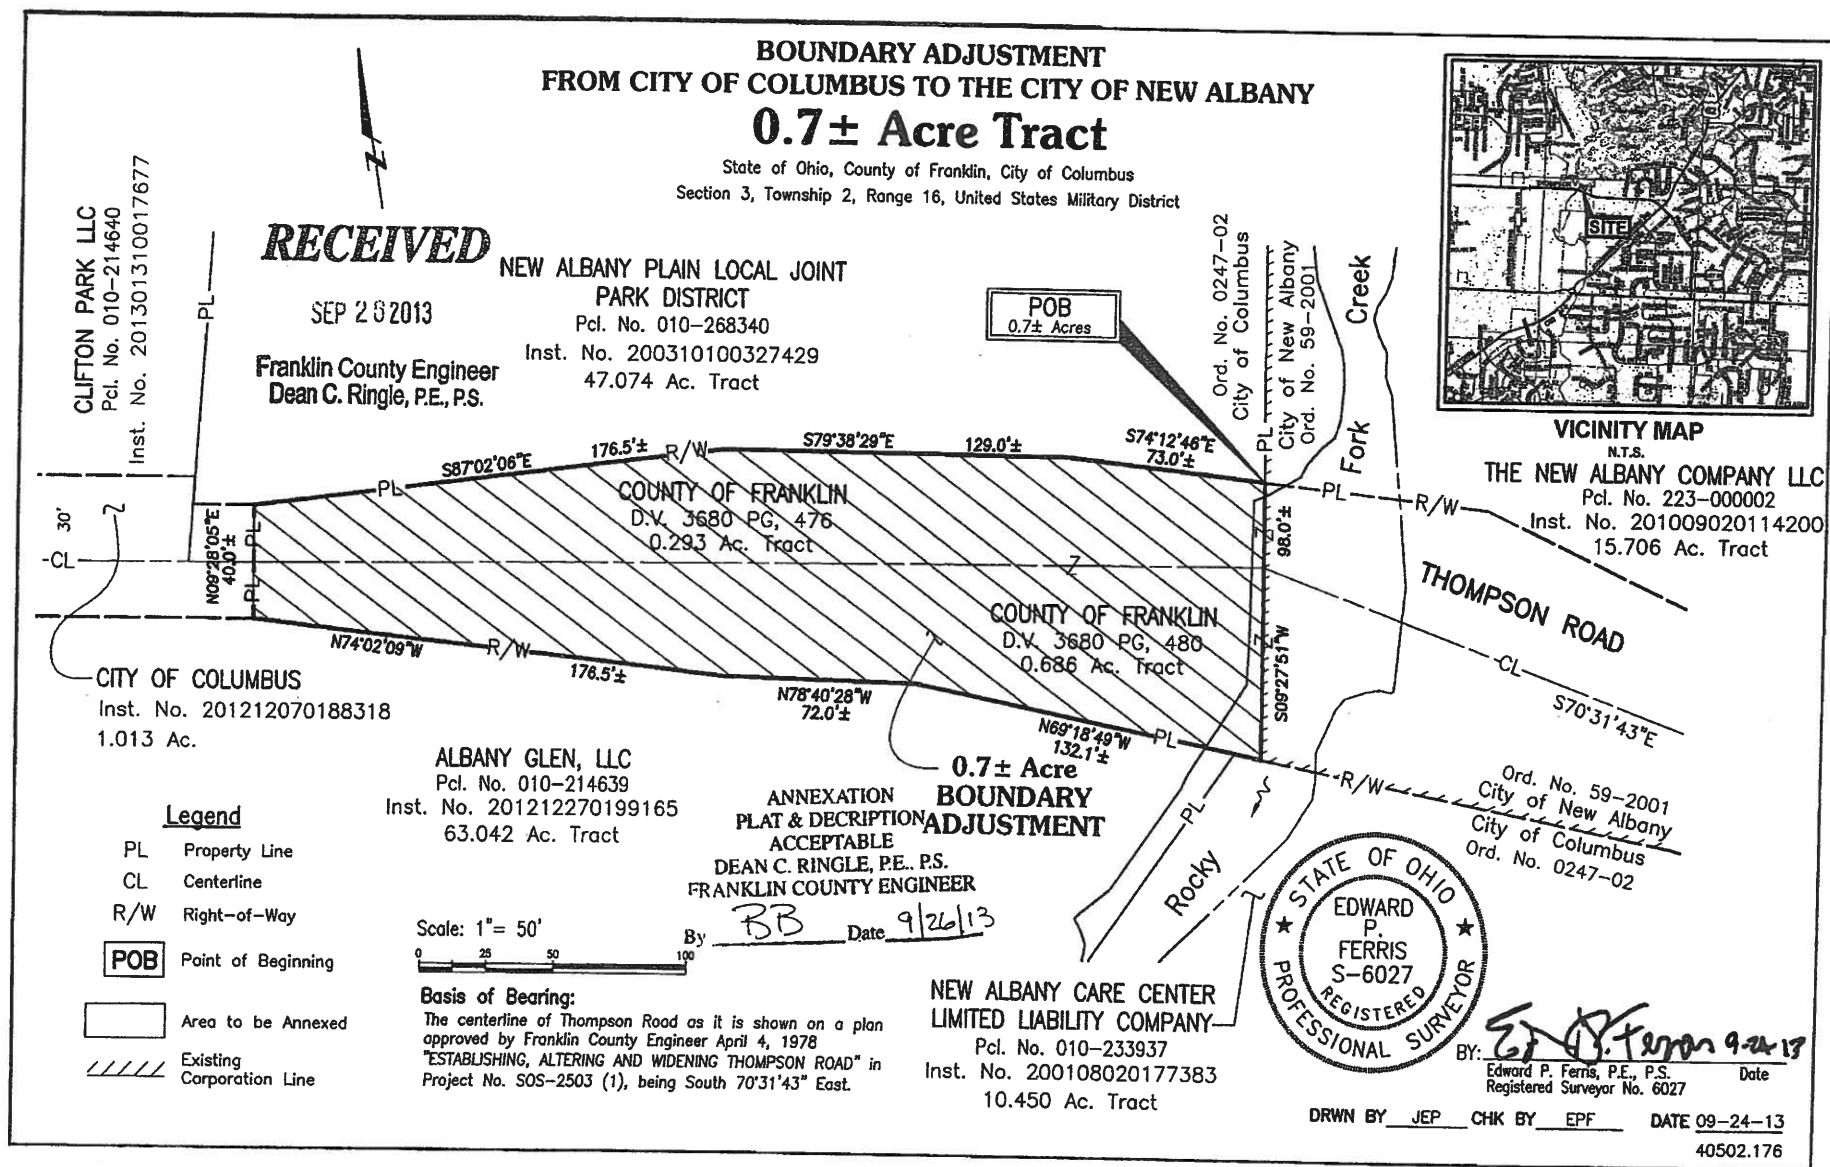 BOUNDARY ADJUSTMENT
FROM CITY OF COLUMBUS TO THE CITY OF NEW ALBANY
0.7± Acre Tract
State of Ohio, County of Franklin, City of Columbus
Section 3, Township 2, Range 16, United States Military District
CLIFTON PARK LLC
Pcl. No. 010-214640
Inst. No. 201301310017677
PL
RECEIVED
SEP 26 2013
Franklin County Engineer
Dean C. Ringle, P.E., P.S.
NEW ALBANY PLAIN LOCAL JOINT
PARK DISTRICT
Pcl. No. 010-268340
Inst. No. 200310100327429
47.074 Ac. Tract
POB
0.7± Acres
Ord. No. 0247-02
City of Columbus
PL
City of New Albany
Ord. No. 59-2001
Creek
Fork
SITE
VICINITY MAP
N.T.S.
THE NEW ALBANY COMPANY LLC
Pcl. No. 223-000002
Inst. No. 201009020114200
15.706 Ac. Tract
PL
S87°02'06"E
176.5'±
R/W
S79°38'29"E
129.0'±
S74°12'46"E
73.0'±
PL
R/W
30'
CL
N09°28'05"E
40.0'±
PL
PL
COUNTY OF FRANKLIN
D.V. 3680 PG, 476
0.293 Ac. Tract
98.0'±
THOMPSON ROAD
COUNTY OF FRANKLIN
D.V. 3680 PG, 480
0.686 Ac. Tract
S09°27'51"W
CL
S70°31'43"E
N74°02'09"W
R/W
176.5'±
N78°40'28"W
72.0'±
N69°18'49"W
132.1'±
PL
R/W
CITY OF COLUMBUS
Inst. No. 201212070188318
1.013 Ac.
ALBANY GLEN, LLC
Pcl. No. 010-214639
Inst. No. 201212270199165
63.042 Ac. Tract
0.7± Acre
BOUNDARY
ADJUSTMENT
PL
Rocky
Ord. No. 59-2001
City of New Albany
City of Columbus
Ord. No. 0247-02
ANNEXATION
PLAT & DECRIPTION
ACCEPTABLE
DEAN C. RINGLE, P.E., P.S.
FRANKLIN COUNTY ENGINEER
By BB Date 9/26/13
Legend
PL Property Line
CL Centerline
R/W Right-of-Way
POB Point of Beginning
Area to be Annexed
Existing
Corporation Line
Scale: 1"= 50'
0 25 50 100
Basis of Bearing:
The centerline of Thompson Road as it is shown on a plan
approved by Franklin County Engineer April 4, 1978
"ESTABLISHING, ALTERING AND WIDENING THOMPSON ROAD" in
Project No. SOS-2503 (1), being South 70°31'43" East.
NEW ALBANY CARE CENTER
LIMITED LIABILITY COMPANY
Pcl. No. 010-233937
Inst. No. 200108020177383
10.450 Ac. Tract
STATE OF OHIO
EDWARD
P.
FERRIS
S-6027
REGISTERED
PROFESSIONAL SURVEYOR
BY: Ed P. Ferris 9-24-13
Edward P. Ferris, P.E., P.S. Date
Registered Surveyor No. 6027
DRWN BY JEP CHK BY EPF DATE 09-24-13
40502.176